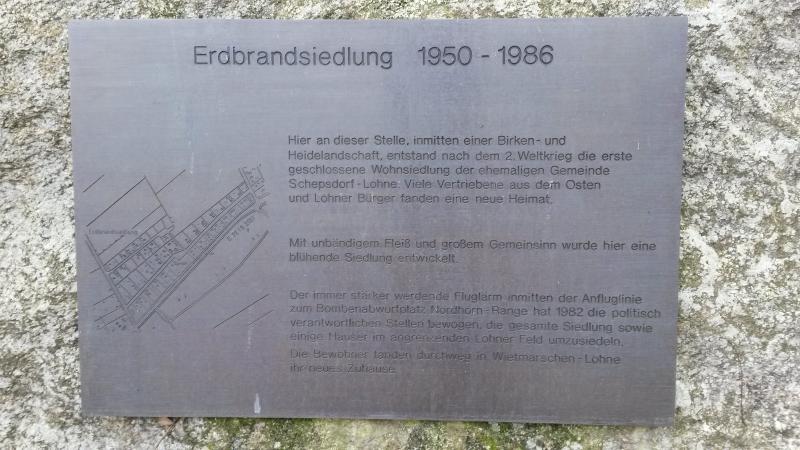 Erdbrandsiedlung 1950 - 1986
Hier an dieser Stelle, inmitten einer Birken- und
Heidelandschaft, entstand nach dem 2. Weltkrieg die erste
geschlossene Wohnsiedlung der ehemaligen Gemeinde
Schepsdorf-Lohne. Viele Vertriebene aus dem Osten
und Lohner Bürger fanden eine neue Heimat.
Erdbrandsiedlung
Mit unbändigem Fleiß und großem Gemeinsinn wurde hier eine
blühende Siedlung entwickelt.
Der immer stärker werdende Fluglärm inmitten der Anfluglinie
zum Bombenabwurfplatz Nordhorn-Range hat 1982 die politisch
verantwortlichen Stellen bewogen, die gesamte Siedlung sowie
einige Häuser im angrenzenden Lohner Feld umzusiedeln.
Die Bewohner fanden durchweg in Wietmarschen-Lohne
ihr neues Zuhause.